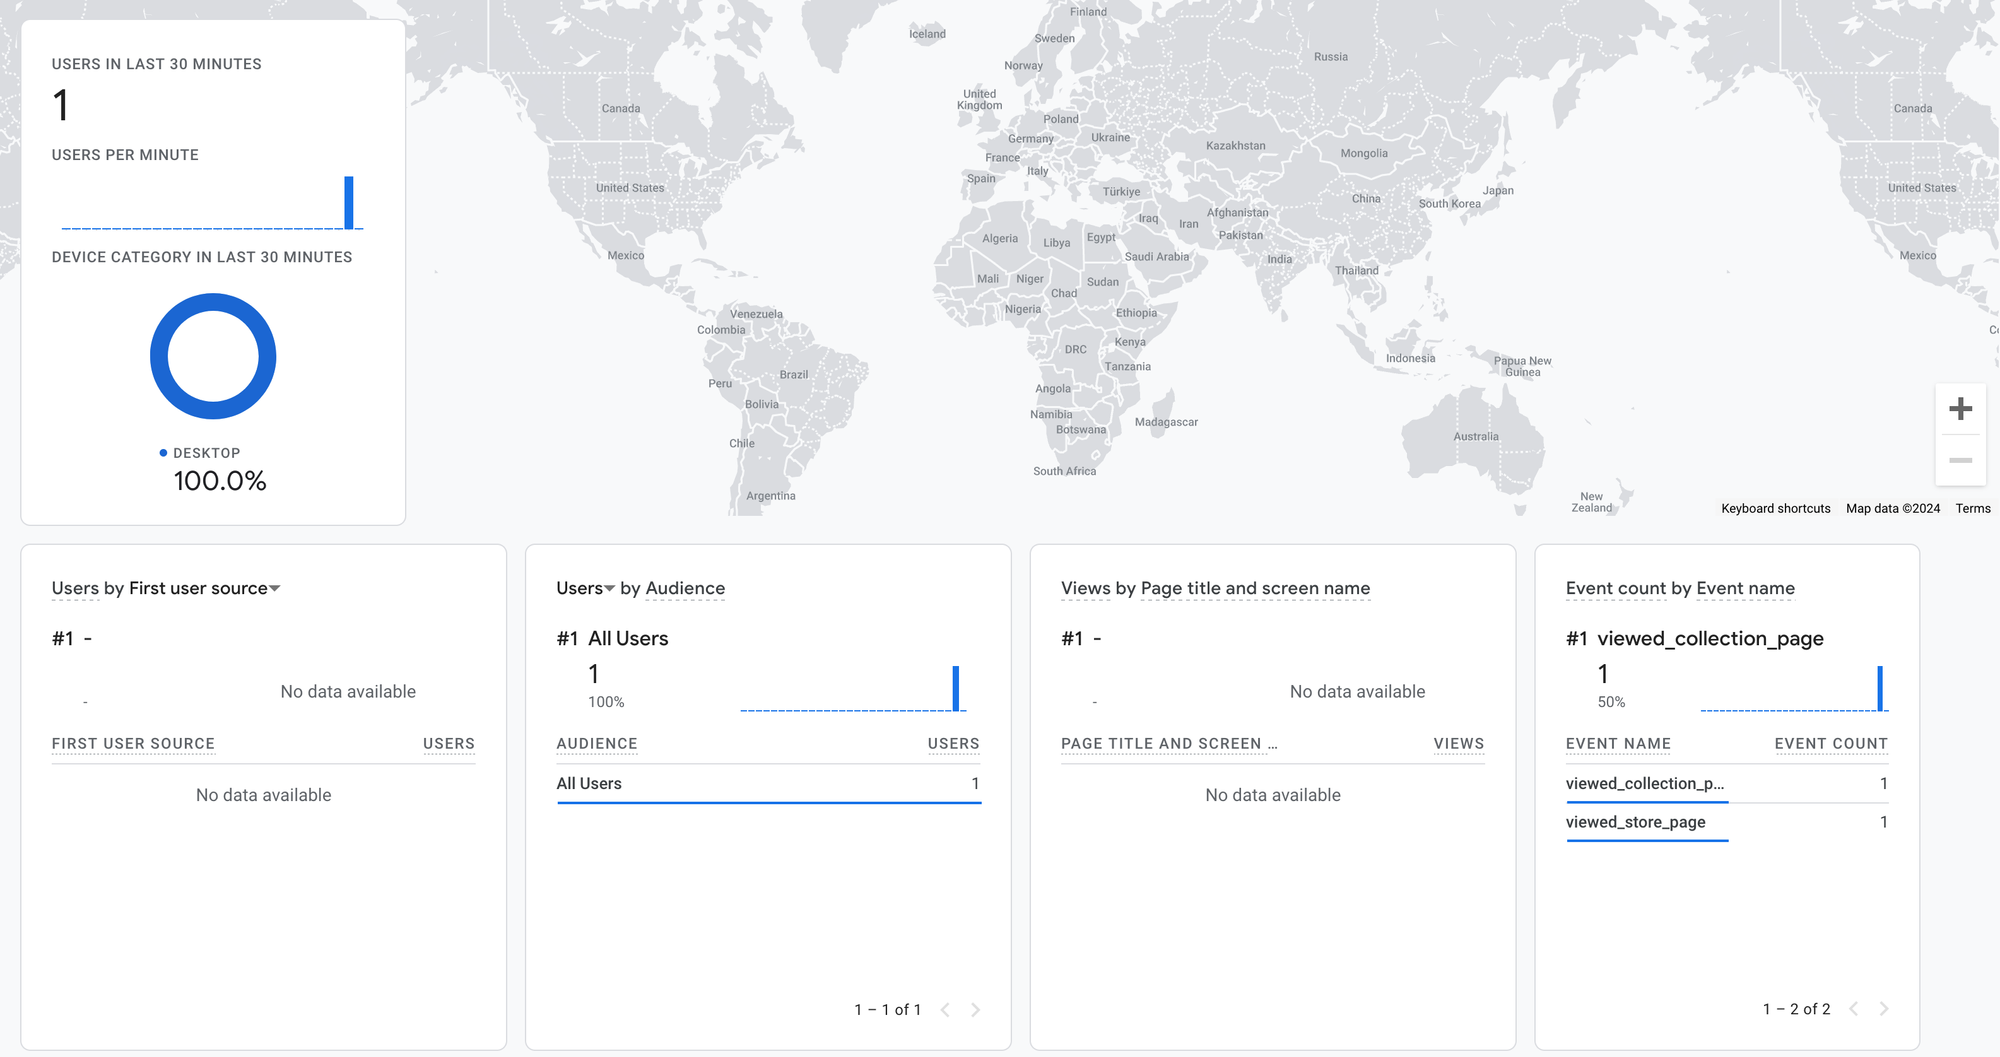 USERS IN LAST 30 MINUTES
1
USERS PER MINUTE
DEVICE CATEGORY IN LAST 30 MINUTES
DESKTOP
100.0%
Finland
Iceland
Sweden
Norway
Russia
United
Kingdom
Canada
Poland
Germany
Ukraine
France
Kazakhstan
Mongolia
Italy
Spain
United States
Türkiye
Japan
China
South Korea
Iraq
Iran
Afghanistan
Pakistan
Algeria
Libya
Egypt
Mexico
Saudi Arabia
India
Thailand
Mali
Niger
Sudan
Chad
Nigeria
Ethiopia
Venezuela
Colombia
DRC
Kenya
Indonesia
Papua New
Guinea
Tanzania
Brazil
Peru
Angola
Bolivia
Namibia
Botswana
Madagascar
Chile
Australia
South Africa
Argentina
New
Zealand
Canada
United States
Mexico
Keyboard shortcuts
Map data ©2024
Terms
Users by First user source
#1 -
-
No data available
FIRST USER SOURCE USERS
No data available
Users by Audience
#1 All Users
1
100%
AUDIENCE USERS
All Users 1
1 – 1 of 1
Views by Page title and screen name
#1 -
-
No data available
PAGE TITLE AND SCREEN ... VIEWS
No data available
Event count by Event name
#1 viewed_collection_page
1
50%
EVENT NAME EVENT COUNT
viewed_collection_p... 1
viewed_store_page 1
1 – 2 of 2